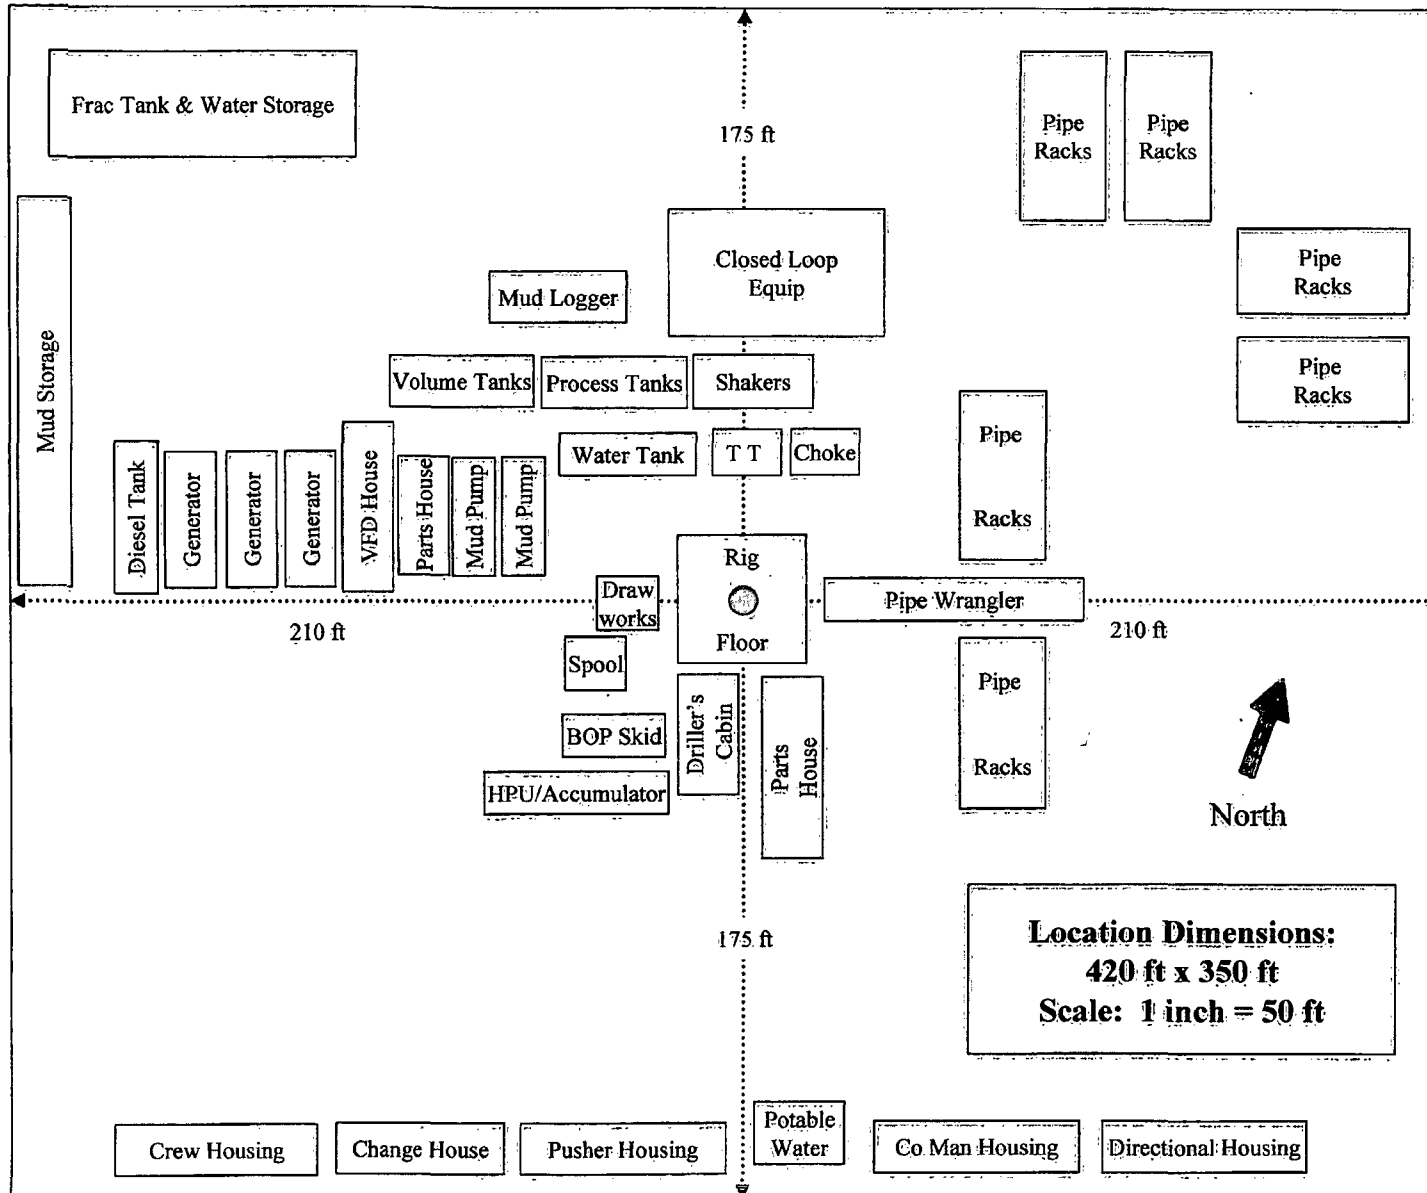 175 ft
Frac Tank & Water Storage
Pipe
Racks
Pipe
Racks
Closed Loop
Equip
Pipe
Racks
Mud Logger
Mud Storage
Volume Tanks
Process Tanks
Shakers
Pipe
Racks
Diesel Tank
Generator
Generator
Generator
VFD House
Parts House
Mud Pump
Mud Pump
Water Tank
T T
Choke
Pipe
Racks
Rig
Floor
Draw
works
Pipe Wrangler
210 ft
210 ft
Spool
BOP Skid
HPU/Accumulator
Driller's
Cabin
Parts
House
Pipe
Racks
North
175 ft
Location Dimensions:
420 ft x 350 ft
Scale: 1 inch = 50 ft
Crew Housing
Change House
Pusher Housing
Potable
Water
Co Man Housing
Directional Housing